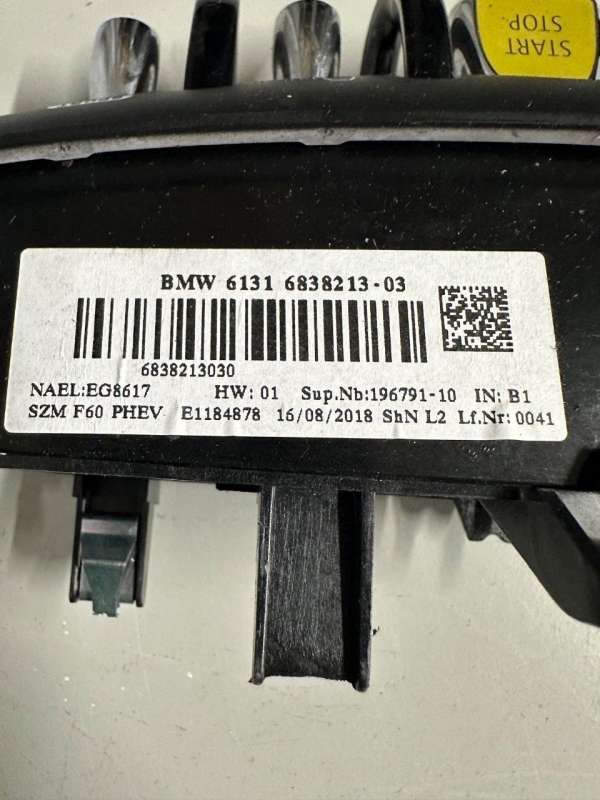 START
STOP.
BMW 6131 6838213-03
6838213030
NAEL:EG8617 HW: 01 Sup.Nb:196791-10 IN: B1
SZM F60 PHEV E1184878 16/08/2018 ShN L2 Lf.Nr: 0041